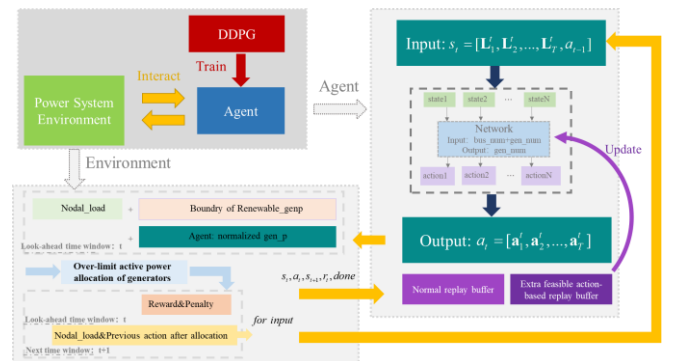 DDPG
Train
Interact
Power System
Environment
Agent
Agent
Environment
Input: s_t = [L_1^t, L_2^t, ..., L_T^t, a_{t-1}]
state1 state2 ... stateN
Network
Input: bus_num+gen_num
Output: gen_num
action1 action2 ... actionN
Update
Output: a_t = [a_1^t, a_2^t, ..., a_T^t]
Normal replay buffer
Extra feasible action-
based replay buffer
Nodal_load + Boundry of Renewable_genp
+ Agent: normalized gen_p
Look-ahead time window: t
Over-limit active power
allocation of generators
Reward&Penalty
Look-ahead time window: t
Nodal_load&Previous action after allocation
Next time window: t+1
s_t, a_t, s_{t+1}, r_t, done
for input